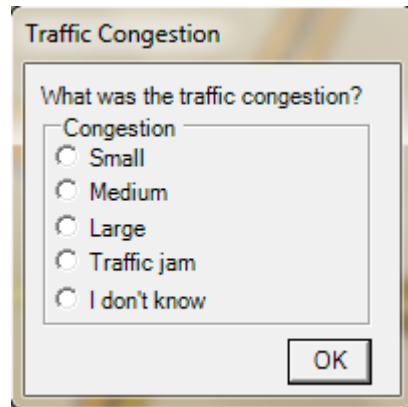 Traffic Congestion
What was the traffic congestion?
Congestion
Small
Medium
Large
Traffic jam
I don't know
OK